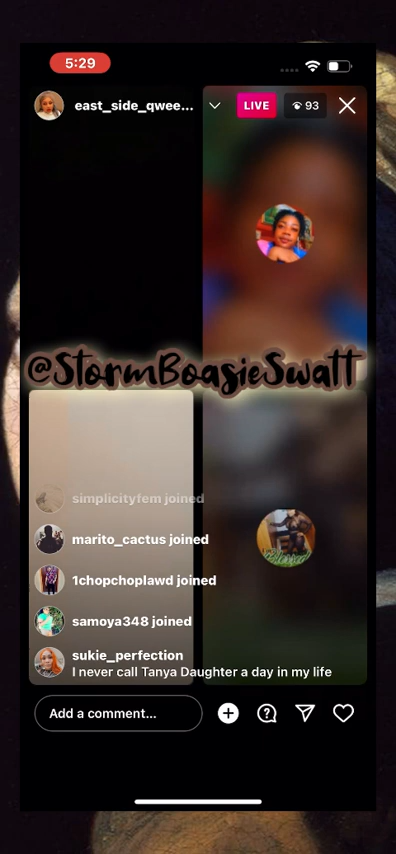 5:29
east_side_qwee...
LIVE
93
@StormBoasieSwatt
simplicityfem joined
marito_cactus joined
1chopchoplawd joined
samoya348 joined
sukie_perfection
I never call Tanya Daughter a day in my life
Add a comment...